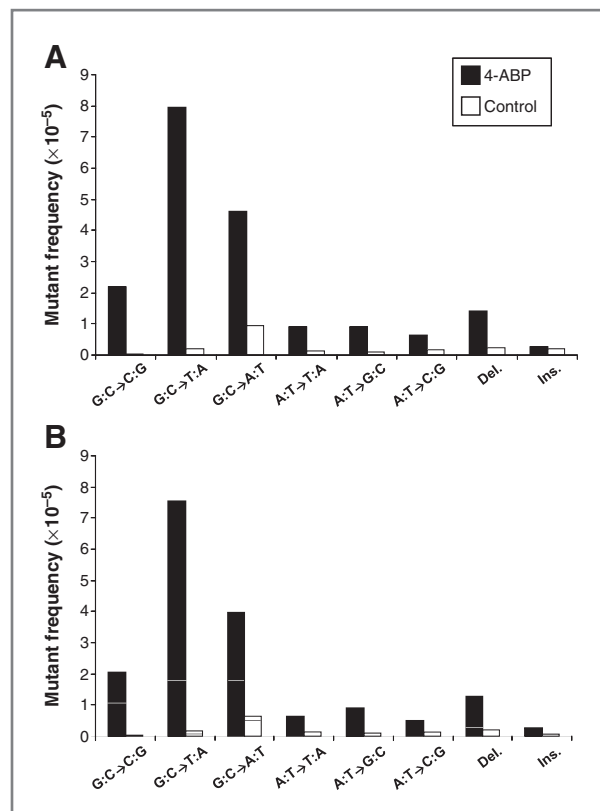 A
4-ABP
Control
Mutant frequency (×10⁻⁵)
9
8
7
6
5
4
3
2
1
0
G:C→C:G
G:C→T:A
G:C→A:T
A:T→T:A
A:T→G:C
A:T→C:G
Del.
Ins.
B
Mutant frequency (×10⁻⁵)
9
8
7
6
5
4
3
2
1
0
G:C→C:G
G:C→T:A
G:C→A:T
A:T→T:A
A:T→G:C
A:T→C:G
Del.
Ins.